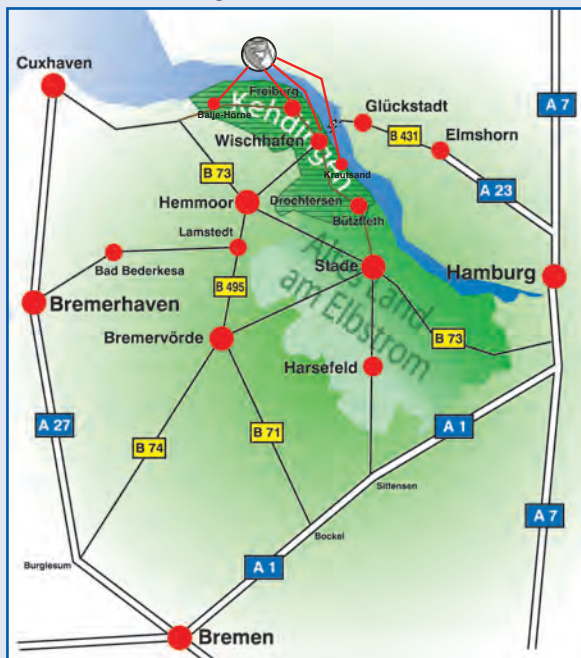 Cuxhaven
A 7
Freiburg
Balje-Hörne
Kehdingen
Glückstadt
B 431
Elmshorn
Wischhafen
B 73
Krautsand
A 23
Hemmoor
Drochtersen
Bützfleth
Lamstedt
Bad Bederkesa
Stade
Hamburg
Altes Land
am Elbstrom
B 495
Bremerhaven
Bremervörde
B 73
Harsefeld
A 27
B 74
B 71
A 1
Sittensen
A 7
Bockel
Burglesum
A 1
Bremen